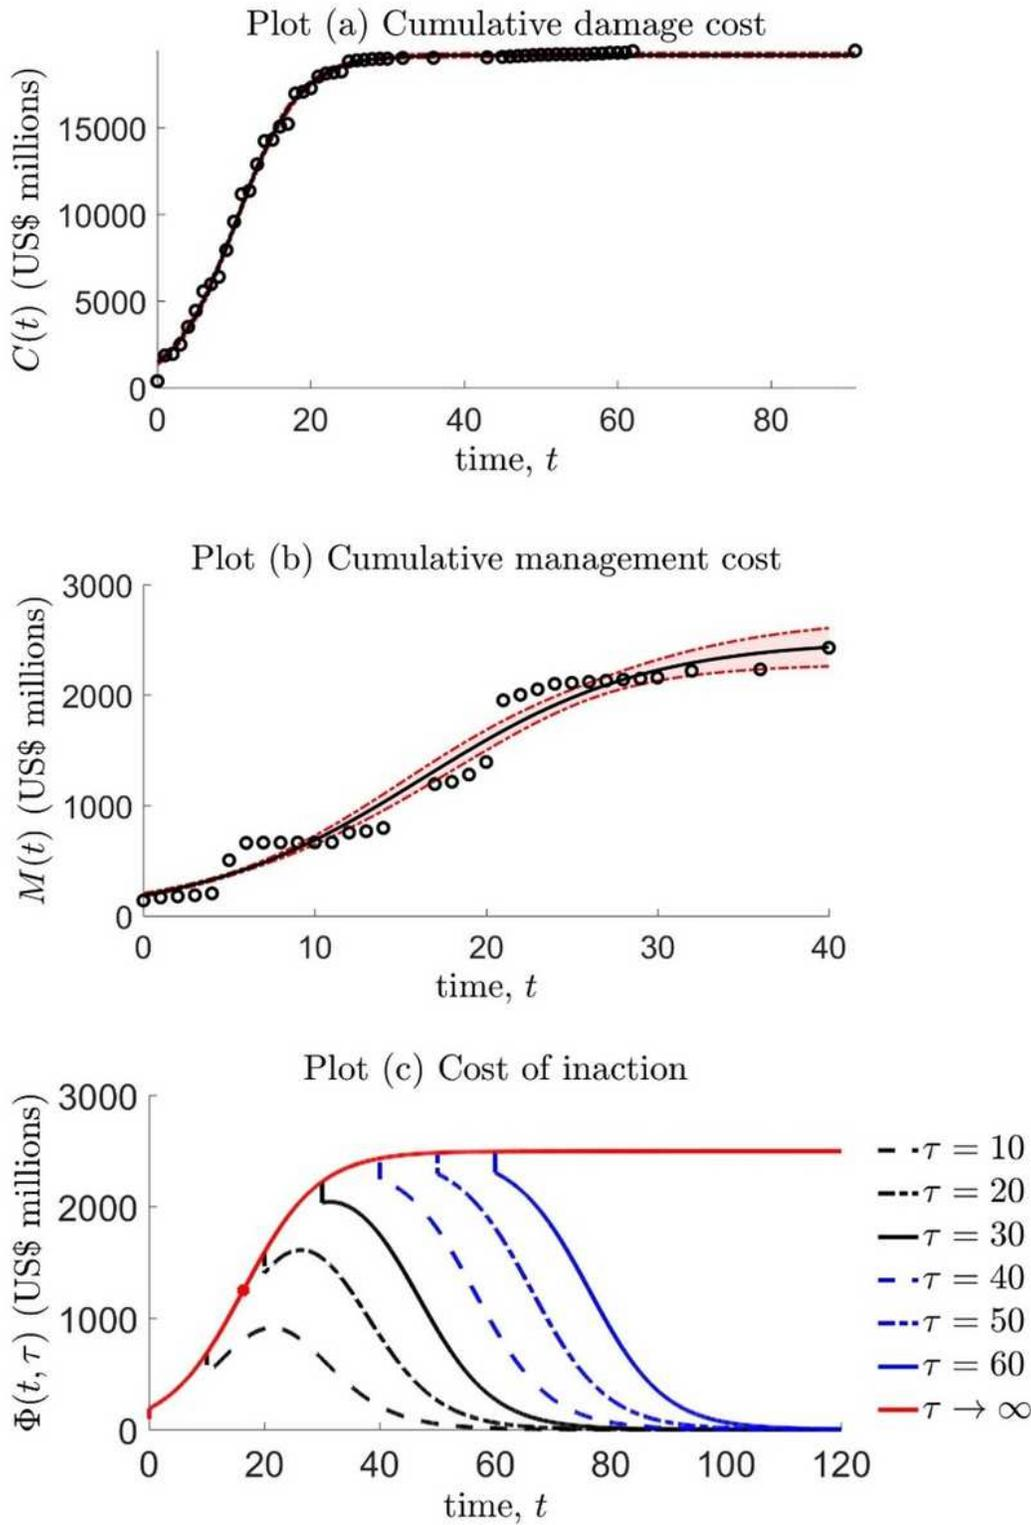 Plot (a) Cumulative damage cost
C(t) (US$ millions)
15000
10000
5000
0
0 20 40 60 80
time, t
Plot (b) Cumulative management cost
M(t) (US$ millions)
3000
2000
1000
0
0 10 20 30 40
time, t
Plot (c) Cost of inaction
Φ(t, τ) (US$ millions)
3000
2000
1000
0
0 20 40 60 80 100 120
time, t
τ = 10
τ = 20
τ = 30
τ = 40
τ = 50
τ = 60
τ → ∞